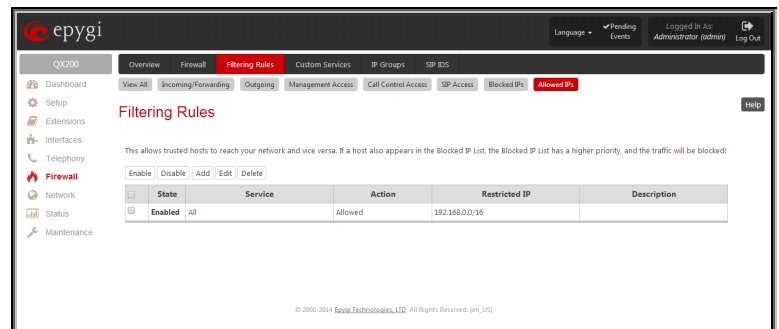 epygi
Language
Pending Events
Logged In As:
Administrator (admin)
Log Out
QX200
Overview Firewall Filtering Rules Custom Services IP Groups SIP IDS
Dashboard
Setup
Extensions
Interfaces
Telephony
Firewall
Network
Status
Maintenance
View All Incoming/Forwarding Outgoing Management Access Call Control Access SIP Access Blocked IPs Allowed IPs
Filtering Rules
Help
This allows trusted hosts to reach your network and vice versa. If a host also appears in the Blocked IP List, the Blocked IP List has a higher priority, and the traffic will be blocked!
Enable Disable Add Edit Delete
State Service Action Restricted IP Description
Enabled All Allowed 192.168.0.0/16
© 2000-2014 Epygi Technologies, LTD. All Rights Reserved. (en_US)